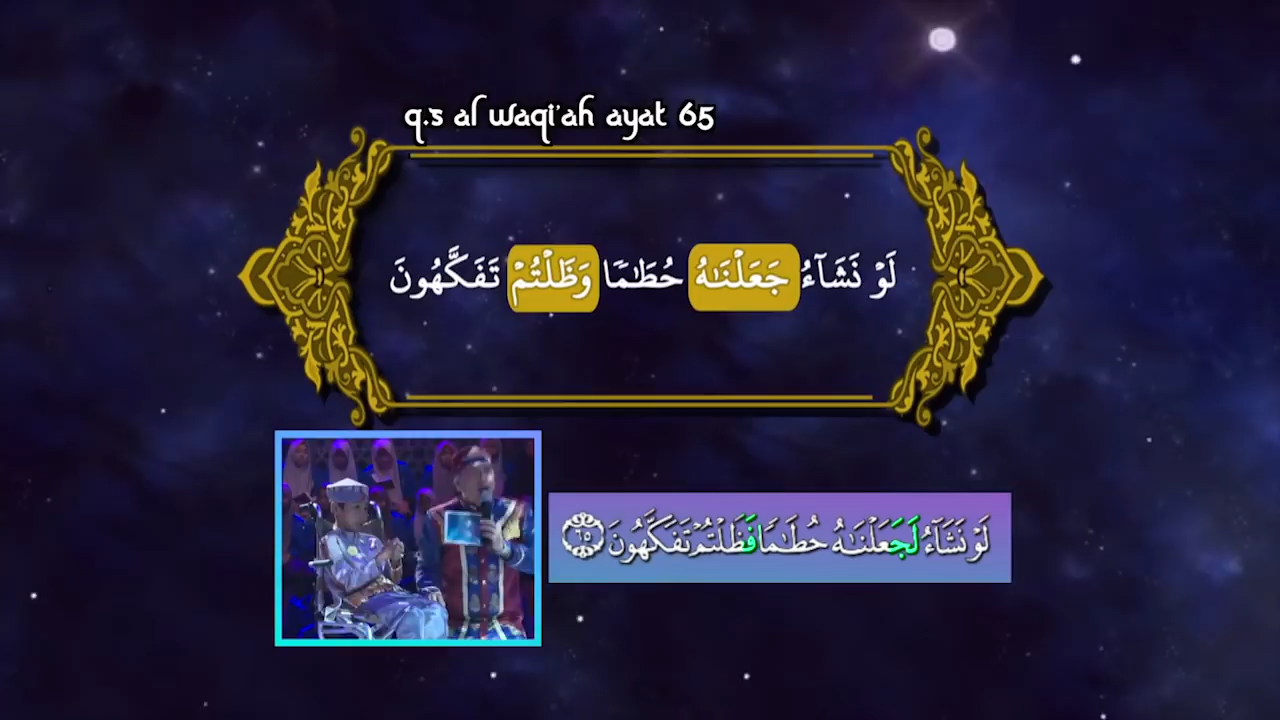 q.s al waqi'ah ayat 65
لَوْ نَشَآءُ جَعَلْنَـٰهُ حُطَـٰمًۭا وَظَلْتُمْ تَفَكَّهُونَ
لَوْ نَشَآءُ لَجَعَلْنَـٰهُ حُطَـٰمًا فَظَلْتُمْ تَفَكَّهُونَ ٦٥